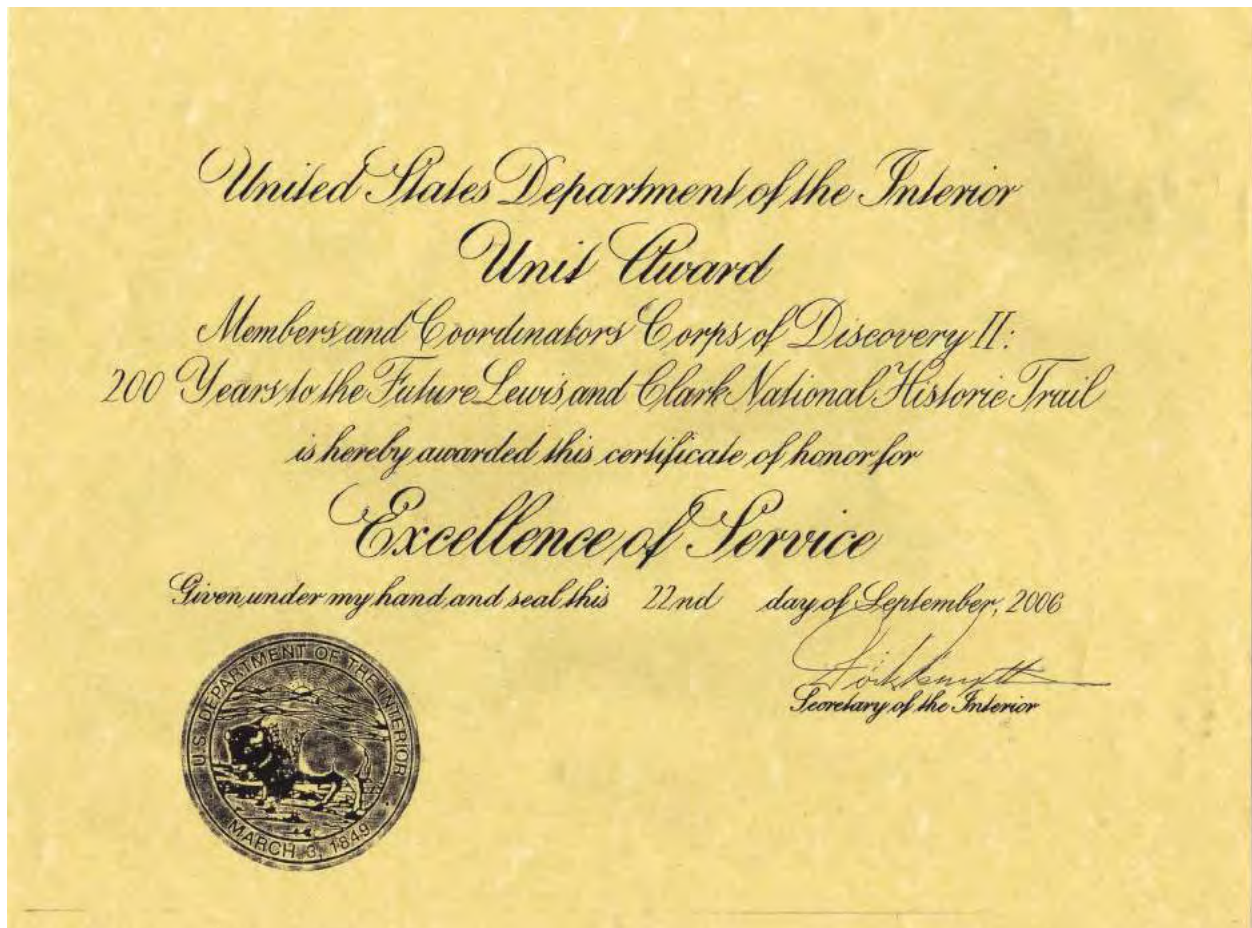 United States Department of the Interior
Unit Award
Members and Coordinators Corps of Discovery II:
200 Years to the Future Lewis and Clark National Historic Trail
is hereby awarded this certificate of honor for
Excellence of Service
Given under my hand and seal this 22nd day of September, 2006
Secretary of the Interior
U.S. DEPARTMENT OF THE INTERIOR
MARCH 3, 1849